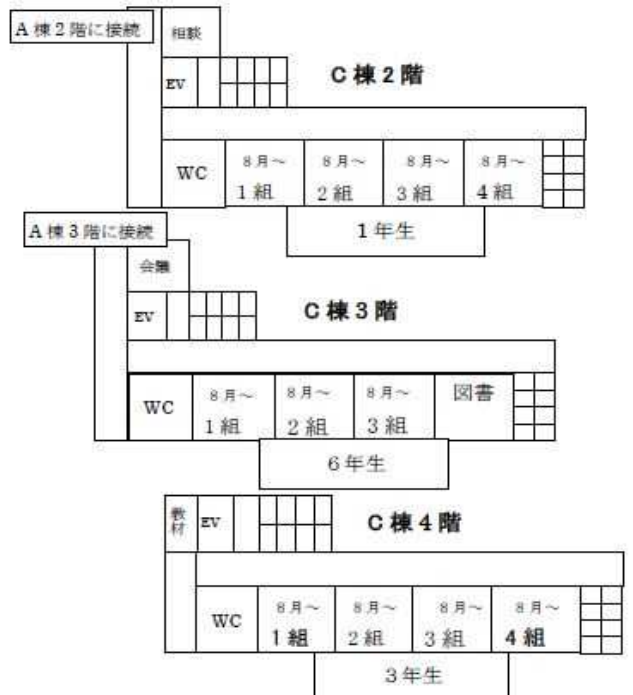 A棟2階に接続
相談
EV
C棟2階
WC
8月～ 8月～ 8月～ 8月～
1組 2組 3組 4組
1年生
A棟3階に接続
会議
EV
C棟3階
WC
8月～ 8月～ 8月～ 図書
1組 2組 3組
6年生
教材
EV
C棟4階
WC
8月～ 8月～ 8月～ 8月～
1組 2組 3組 4組
3年生